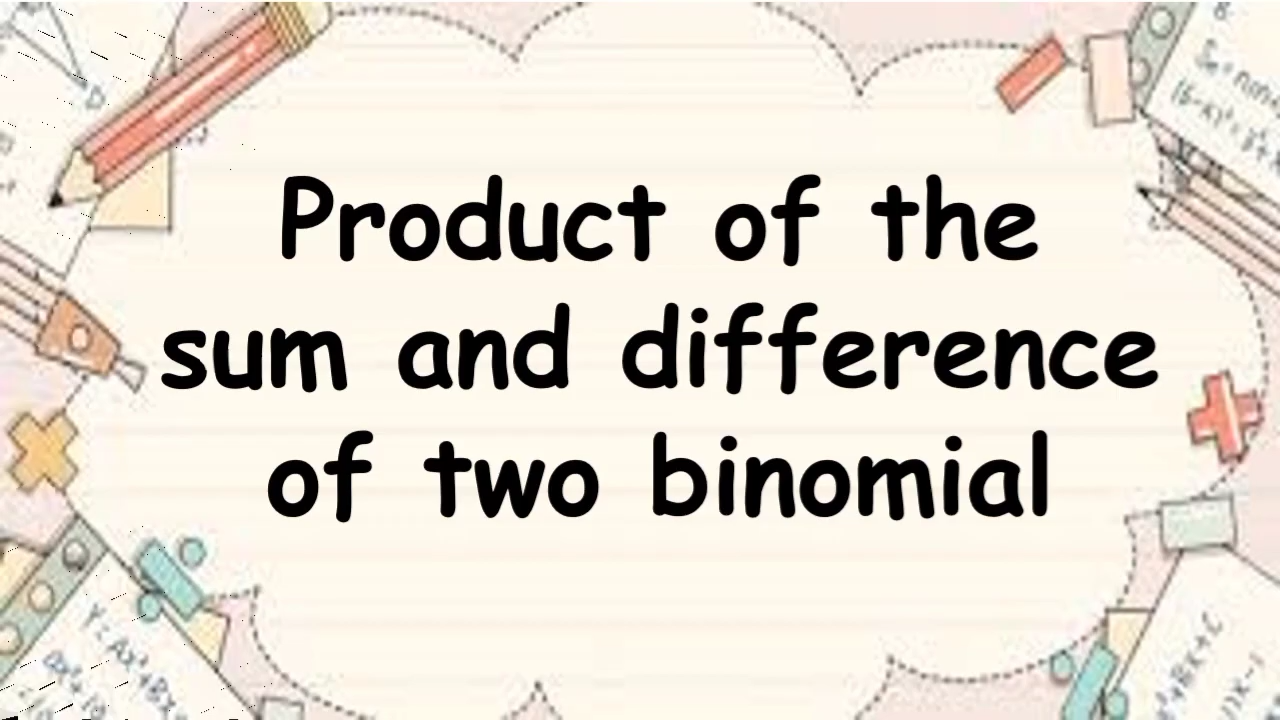 Product of the
sum and difference
of two binomial